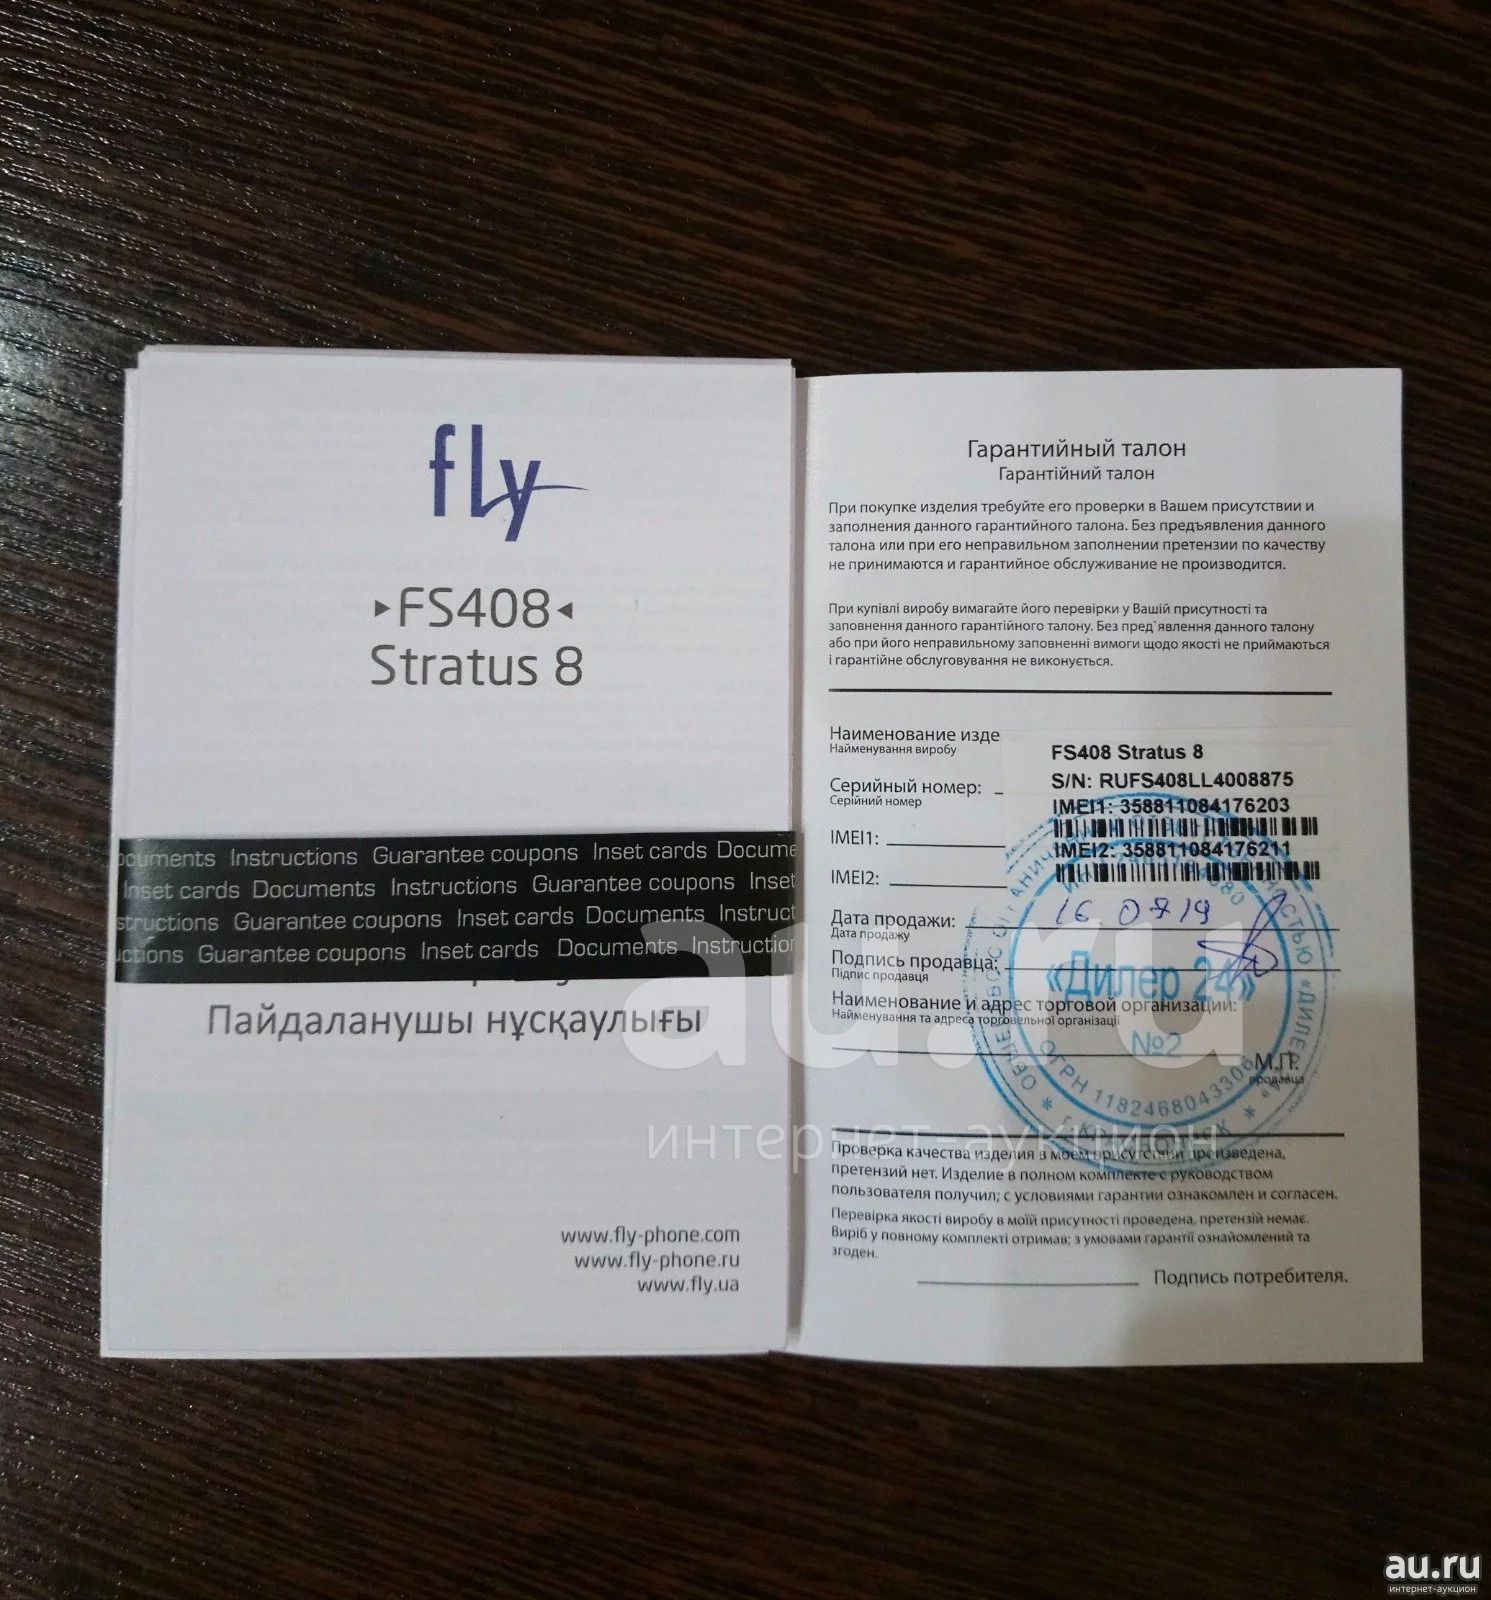 fly
FS408
Stratus 8
ocuments Instructions Guarantee coupons Inset cards Docume
Inset cards Documents Instructions Guarantee coupons Inset
structions Guarantee coupons Inset cards Documents Instruct
uctions Guarantee coupons Inset cards Documents Instruction
Пайдаланушы нұсқаулығы
www.fly-phone.com
www.fly-phone.ru
www.fly.ua
Гарантийный талон
Гарантійний талон
При покупке изделия требуйте его проверки в Вашем присутствии и
заполнения данного гарантийного талона. Без предъявления данного
талона или при его неправильном заполнении претензии по качеству
не принимаются и гарантийное обслуживание не производится.
При купівлі виробу вимагайте його перевірки у Вашій присутності та
заповнення данного гарантійного талону. Без пред`явлення данного талону
або при його неправильному заповненні вимоги щодо якості не приймаються
і гарантійне обслуговування не виконується.
Наименование изде
Найменування виробу
FS408 Stratus 8
Серийный номер:
Серійний номер
S/N: RUFS408LL4008875
IMEI1: 358811084176203
IMEI1:
IMEI2: 358811084176211
IMEI2:
Дата продажи: 16 07 19
Дата продажу
Подпись продавца:
Підпис продавця
Наименование и адрес торговой организации:
Найменування та адреса торговельної організації
М.П.
продавца
«Дилер 24»
№2
ОГРН 1182468043306
Проверка качества изделия в моем присутствии произведена,
претензий нет. Изделие в полном комплекте с руководством
пользователя получил; с условиями гарантии ознакомлен и согласен.
Перевірка якості виробу в моїй присутності проведена, претензій немає.
Виріб у повному комплекті отримав; з умовами гарантії ознайомлений та
згоден.
Подпись потребителя.
au.ru
интернет-аукцион
au.ru
интернет-аукцион